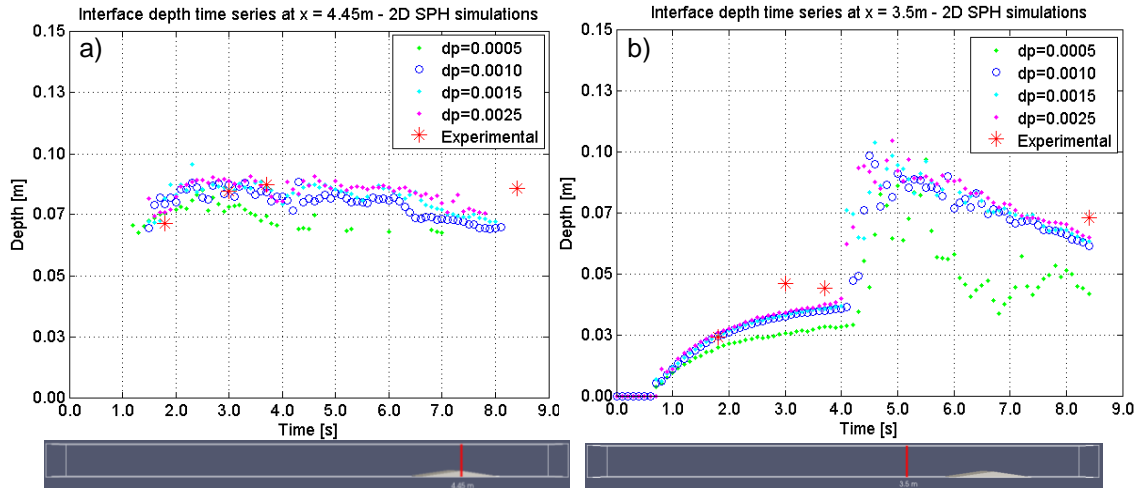 Interface depth time series at x = 4.45m - 2D SPH simulations
a)
dp=0.0005
dp=0.0010
dp=0.0015
dp=0.0025
Experimental
Depth [m]
0.15
0.13
0.10
0.07
0.05
0.03
0.00
0.0 1.0 2.0 3.0 4.0 5.0 6.0 7.0 8.0 9.0
Time [s]
4.45 m
Interface depth time series at x = 3.5m - 2D SPH simulations
b)
dp=0.0005
dp=0.0010
dp=0.0015
dp=0.0025
Experimental
Depth [m]
0.15
0.13
0.10
0.07
0.05
0.03
0.00
0.0 1.0 2.0 3.0 4.0 5.0 6.0 7.0 8.0 9.0
Time [s]
3.5 m